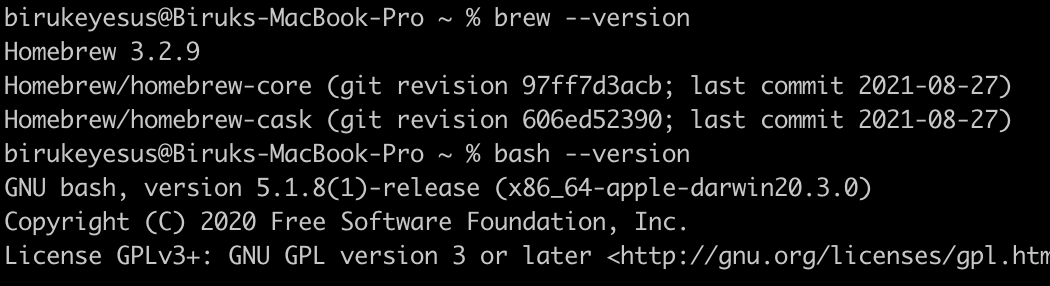 birukeyesus@Biruks-MacBook-Pro ~ % brew --version
Homebrew 3.2.9
Homebrew/homebrew-core (git revision 97ff7d3acb; last commit 2021-08-27)
Homebrew/homebrew-cask (git revision 606ed52390; last commit 2021-08-27)
birukeyesus@Biruks-MacBook-Pro ~ % bash --version
GNU bash, version 5.1.8(1)-release (x86_64-apple-darwin20.3.0)
Copyright (C) 2020 Free Software Foundation, Inc.
License GPLv3+: GNU GPL version 3 or later <http://gnu.org/licenses/gpl.htm